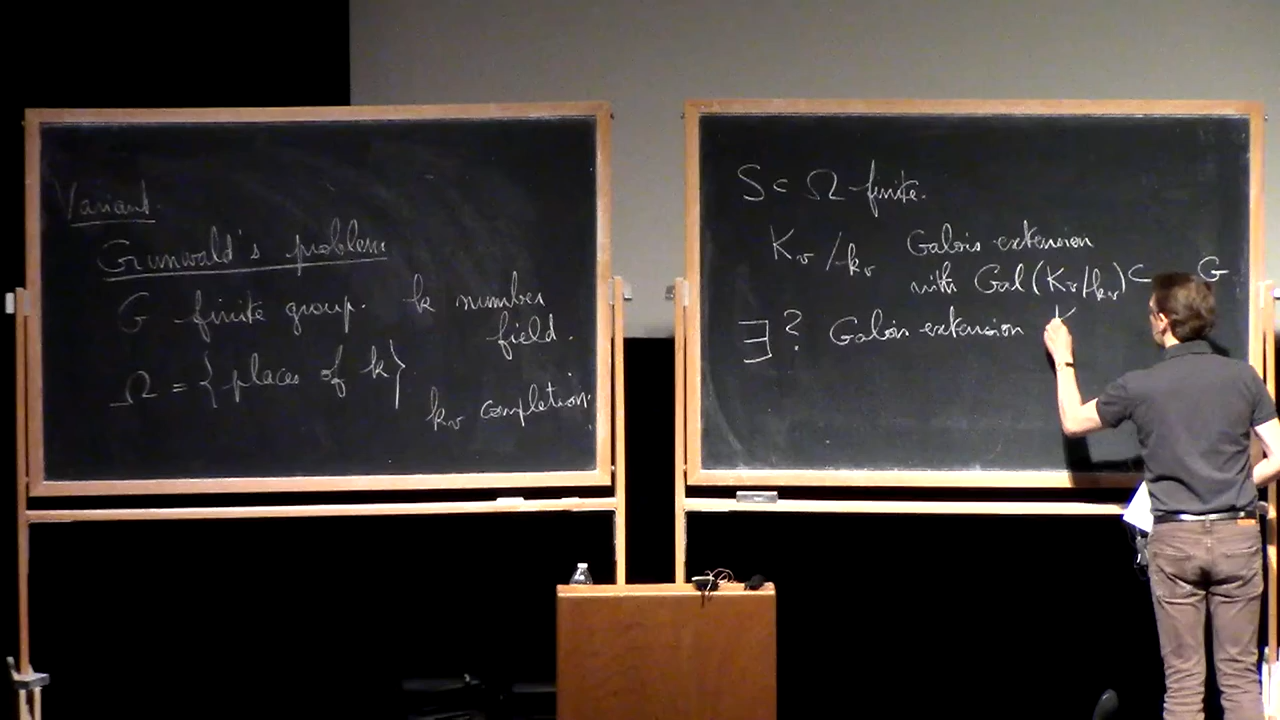 Variant.
Grunwald's problem
G finite group. k number field.
Ω = {places of k}
k_v completion.
S ⊂ Ω finite.
K_v / k_v Galois extension
with Gal(K_v/k_v) ⊂ G
∃? Galois extension K